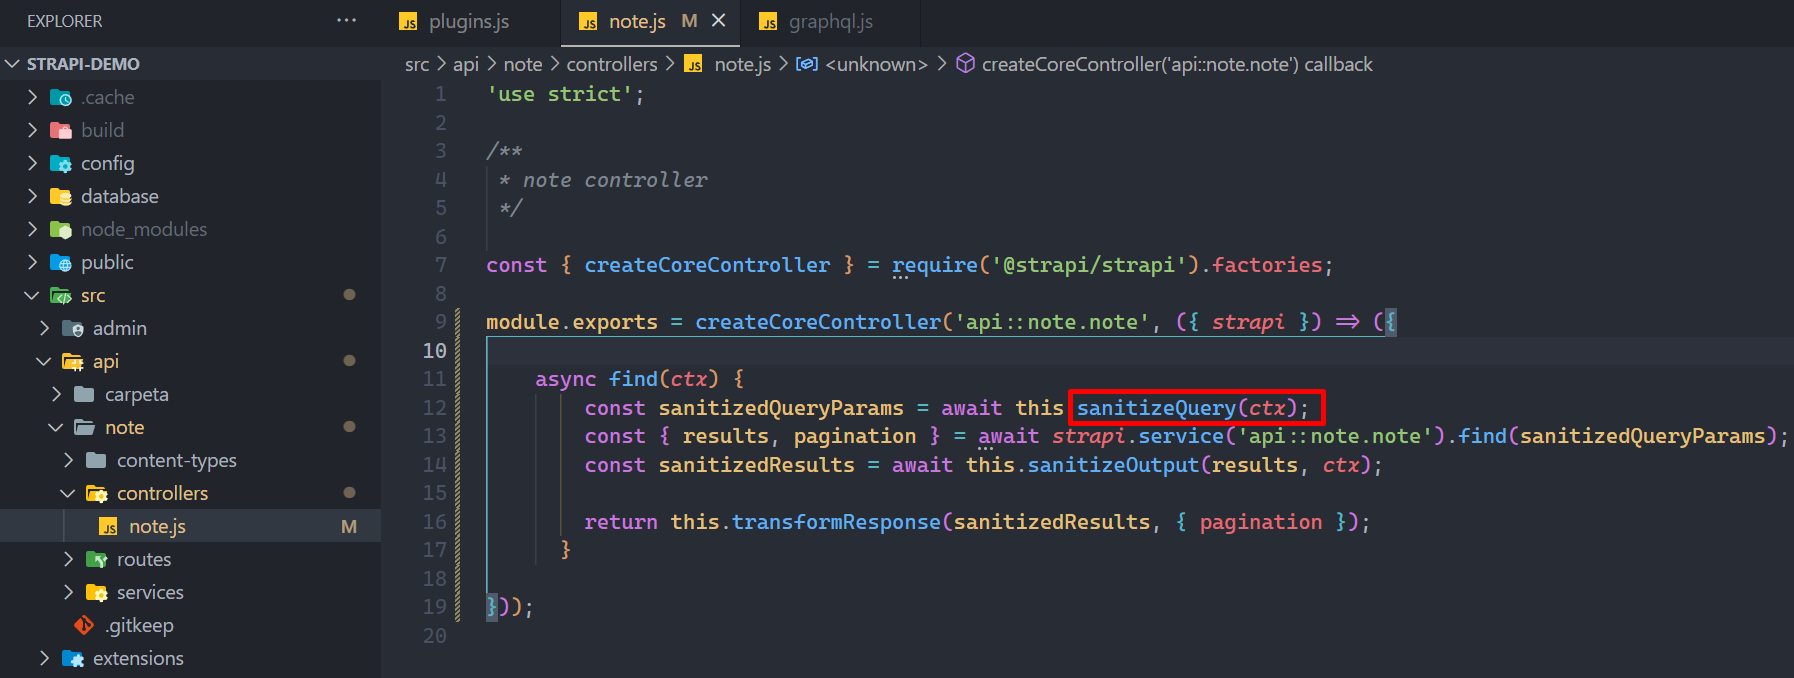 EXPLORER ···
STRAPI-DEMO
.cache
build
config
database
node_modules
public
src
admin
api
carpeta
note
content-types
controllers
JS note.js M
routes
services
.gitkeep
extensions
JS plugins.js JS note.js M JS graphql.js
src > api > note > controllers > JS note.js > <unknown> > createCoreController('api::note.note') callback
1 'use strict';
2
3 /**
4 * note controller
5 */
6
7 const { createCoreController } = require('@strapi/strapi').factories;
8
9 module.exports = createCoreController('api::note.note', ({ strapi }) => ({
10
11 async find(ctx) {
12 const sanitizedQueryParams = await this sanitizeQuery(ctx);
13 const { results, pagination } = await strapi.service('api::note.note').find(sanitizedQueryParams);
14 const sanitizedResults = await this.sanitizeOutput(results, ctx);
15
16 return this.transformResponse(sanitizedResults, { pagination });
17 }
18
19 }));
20